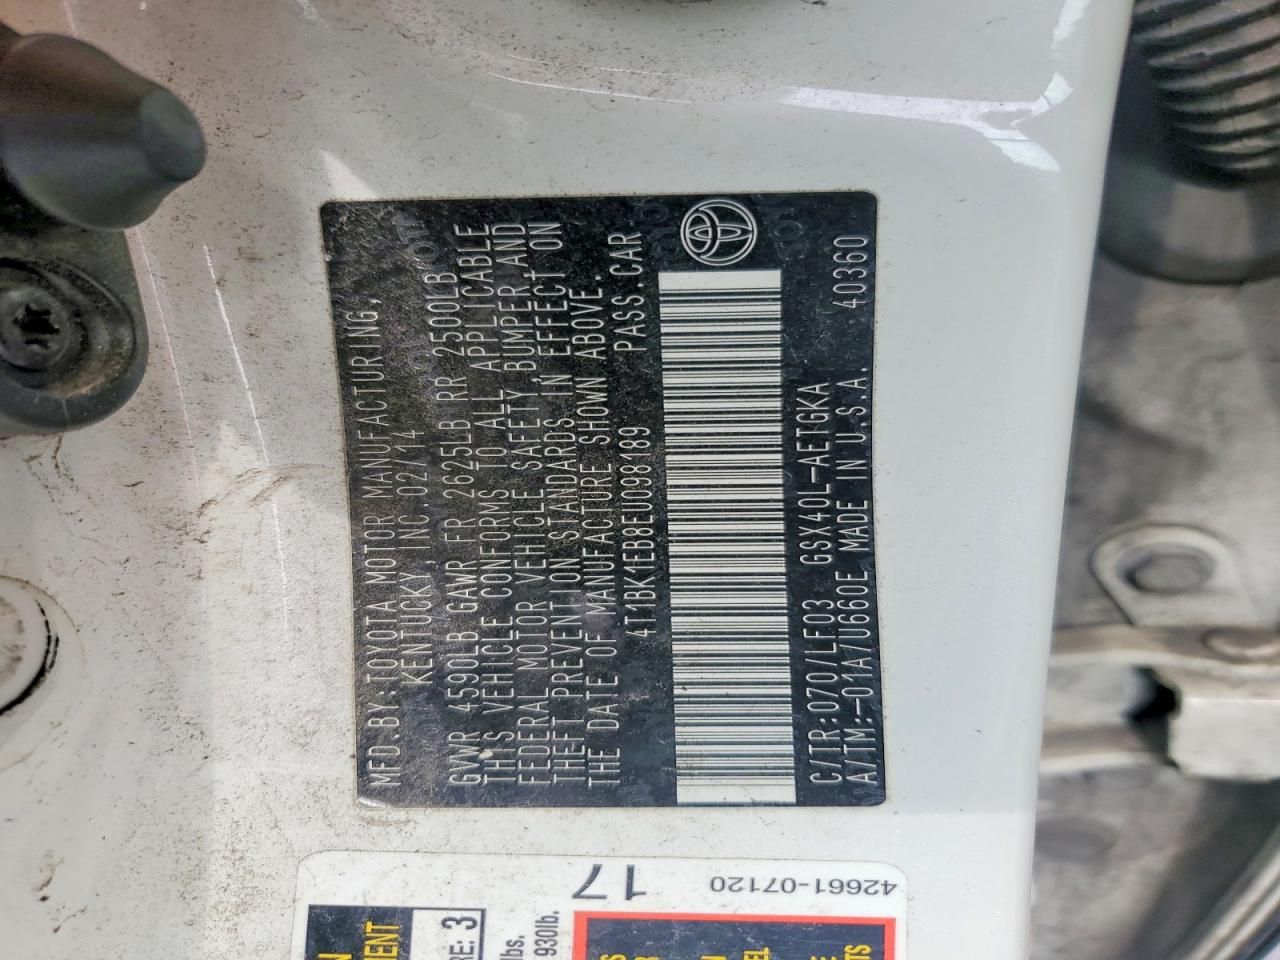 MFD.BY:TOYOTA MOTOR MANUFACTURING,
KENTUCKY,INC.02/14
GVWR 4590LB GAWR FR 2625LB RR 2500LB
THIS VEHICLE CONFORMS TO ALL APPLICABLE
FEDERAL MOTOR VEHICLE SAFETY,BUMPER,AND
THEFT PREVENTION STANDARDS IN EFFECT ON
THE DATE OF MANUFACTURE SHOWN ABOVE.
4T1BK1EB8EU098189 PASS.CAR
C/TR:070/LF03 GSX40L-AETGKA
A/TM:-01A/U660E MADE IN U.S.A. 40360
42661-07120
17
3
lbs.
930lb.